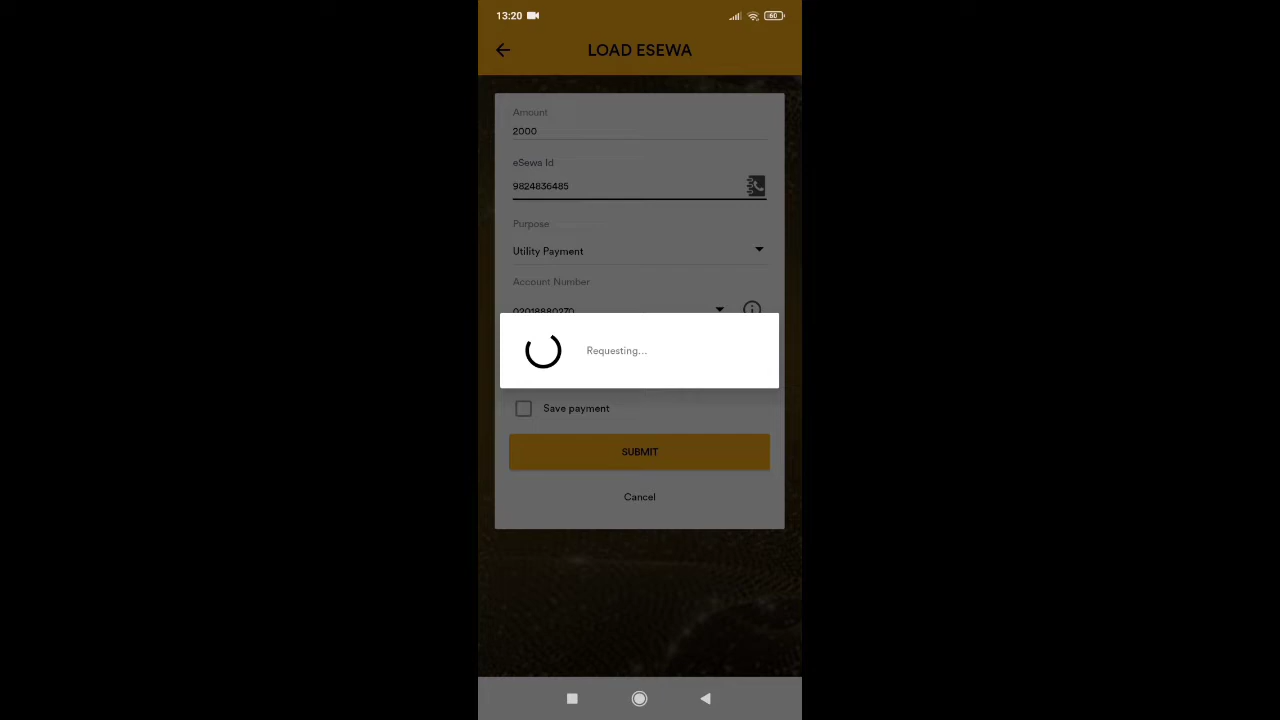 13:20
60
LOAD ESEWA
Amount
2000
eSewa Id
9824836485
Purpose
Utility Payment
Account Number
02018880270
Requesting...
Save payment
SUBMIT
Cancel